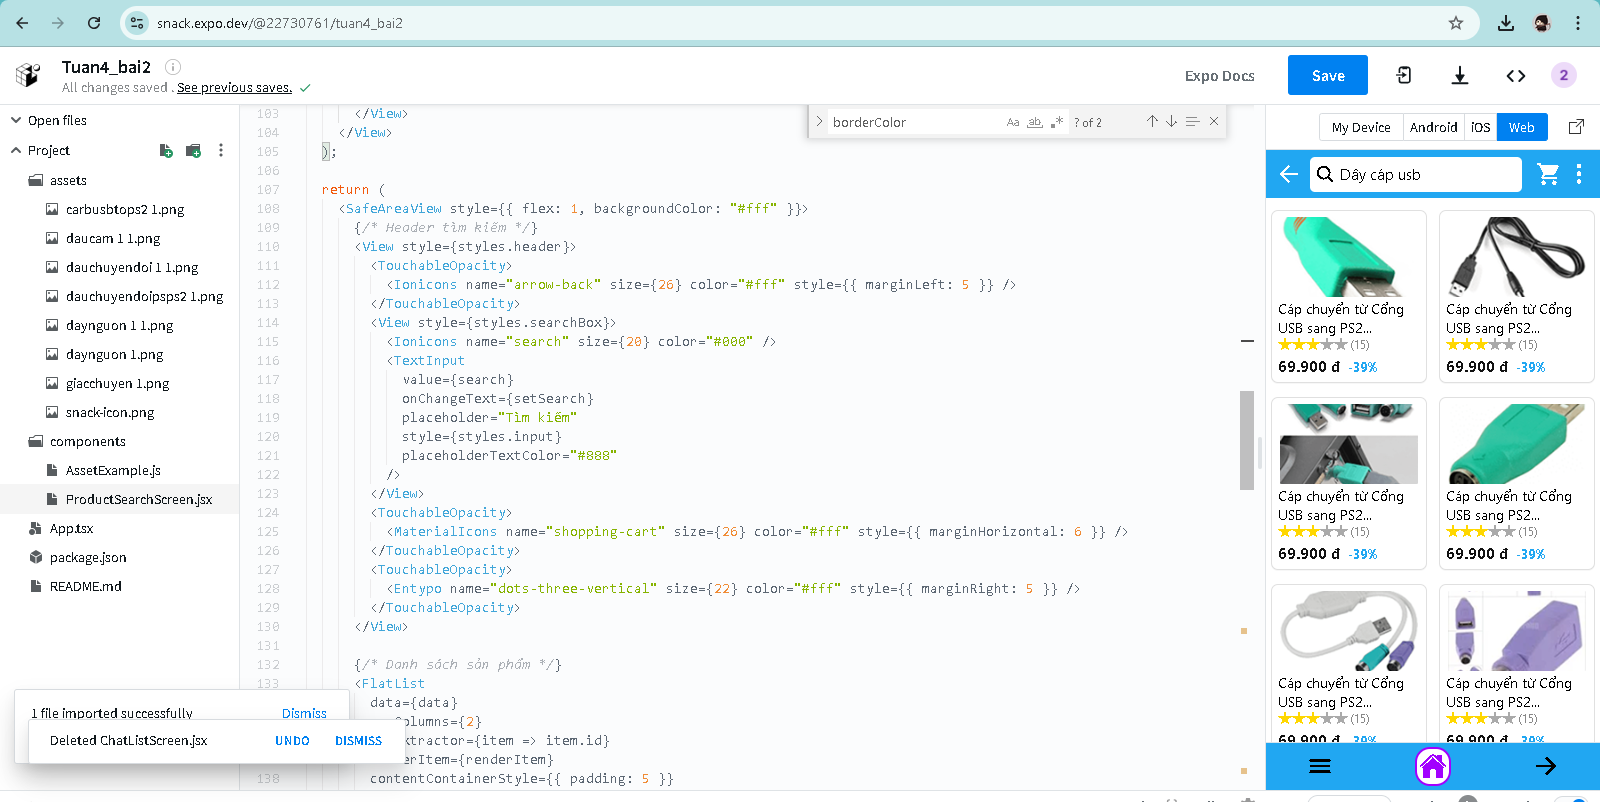 snack.expo.dev/@22730761/tuan4_bai2
Tuan4_bai2
All changes saved. See previous saves.
Expo Docs
Save
2
Open files
Project
assets
carbusbtops2 1.png
daucam 1 1.png
dauchuyendoi 1 1.png
dauchuyendoipsps2 1.png
daynguon 1 1.png
daynguon 1.png
giacchuyen 1.png
snack-icon.png
components
AssetExample.js
ProductSearchScreen.jsx
App.tsx
package.json
README.md
1 file imported successfully Dismiss
Deleted ChatListScreen.jsx UNDO DISMISS
borderColor Aa ab ? of 2
103 </View>
104 </View>
105 );
106
107 return (
108 <SafeAreaView style={{ flex: 1, backgroundColor: "#fff" }}>
109 {/* Header tìm kiếm */}
110 <View style={styles.header}>
111 <TouchableOpacity>
112 <Ionicons name="arrow-back" size={26} color="#fff" style={{ marginLeft: 5 }} />
113 </TouchableOpacity>
114 <View style={styles.searchBox}>
115 <Ionicons name="search" size={20} color="#000" />
116 <TextInput
117 value={search}
118 onChangeText={setSearch}
119 placeholder="Tìm kiếm"
120 style={styles.input}
121 placeholderTextColor="#888"
122 />
123 </View>
124 <TouchableOpacity>
125 <MaterialIcons name="shopping-cart" size={26} color="#fff" style={{ marginHorizontal: 6 }} />
126 </TouchableOpacity>
127 <TouchableOpacity>
128 <Entypo name="dots-three-vertical" size={22} color="#fff" style={{ marginRight: 5 }} />
129 </TouchableOpacity>
130 </View>
131
132 {/* Danh sách sản phẩm */}
133 <FlatList
data={data}
olumns={2}
xtractor={item => item.id}
erItem={renderItem}
138 contentContainerStyle={{ padding: 5 }}
My Device Android iOS Web
Dây cáp usb
Cáp chuyển từ Cổng
USB sang PS2...
(15)
69.900 đ -39%
Cáp chuyển từ Cổng
USB sang PS2...
(15)
69.900 đ -39%
Cáp chuyển từ Cổng
USB sang PS2...
(15)
69.900 đ -39%
Cáp chuyển từ Cổng
USB sang PS2...
(15)
69.900 đ -39%
Cáp chuyển từ Cổng
USB sang PS2...
(15)
69.900 đ -39%
Cáp chuyển từ Cổng
USB sang PS2...
(15)
69.900 đ -39%